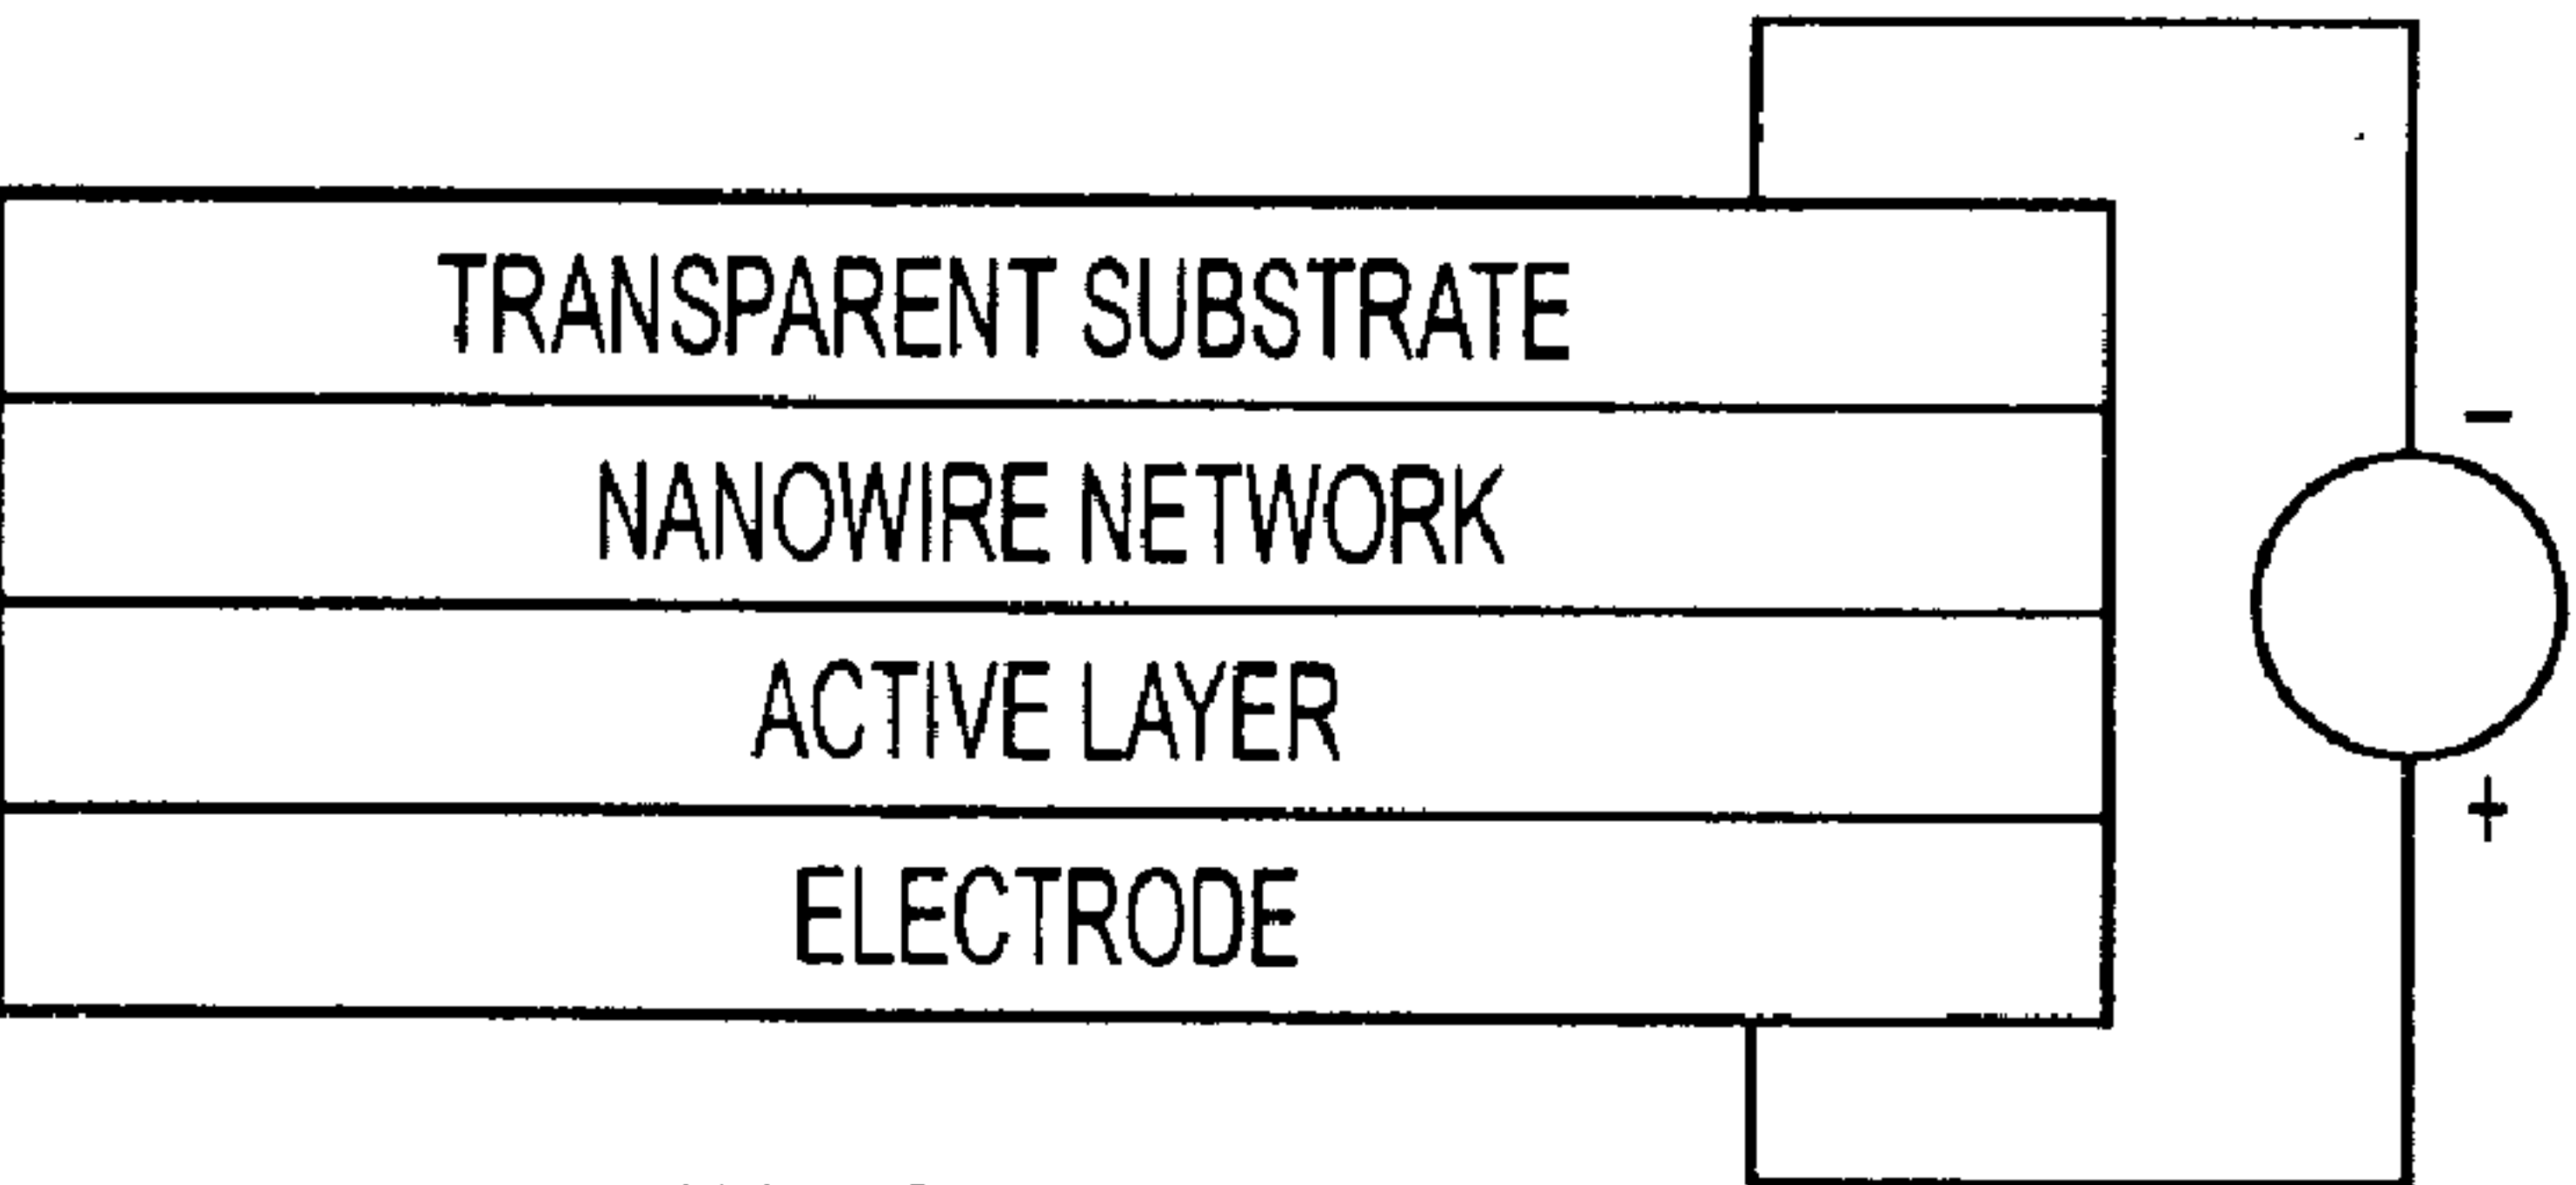 TRANSPARENT SUBSTRATE
NANOWIRE NETWORK
ACTIVE LAYER
ELECTRODE
-
+